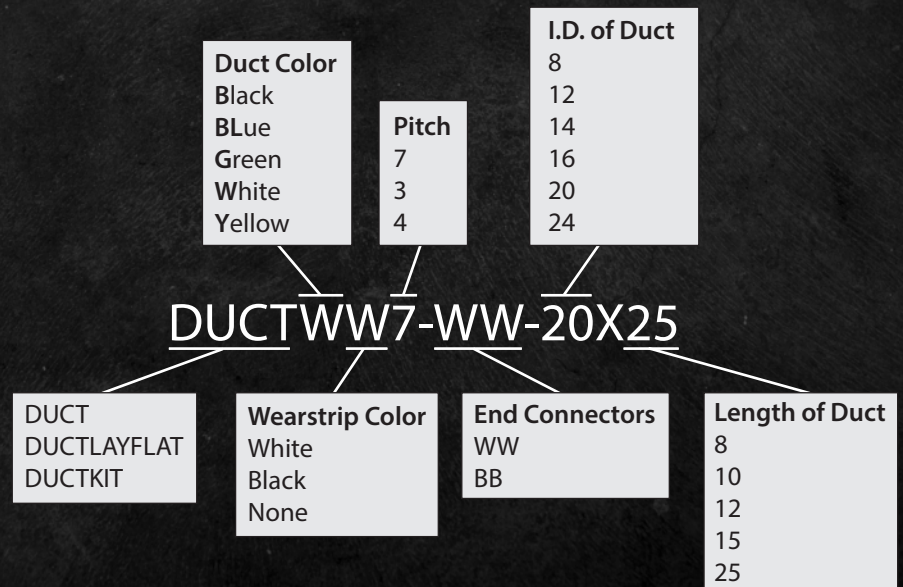 Duct Color
Black
BLue
Green
White
Yellow
Pitch
7
3
4
I.D. of Duct
8
12
14
16
20
24
DUCTWW7-WW-20X25
DUCT
DUCTLAYFLAT
DUCTKIT
Wearstrip Color
White
Black
None
End Connectors
WW
BB
Length of Duct
8
10
12
15
25